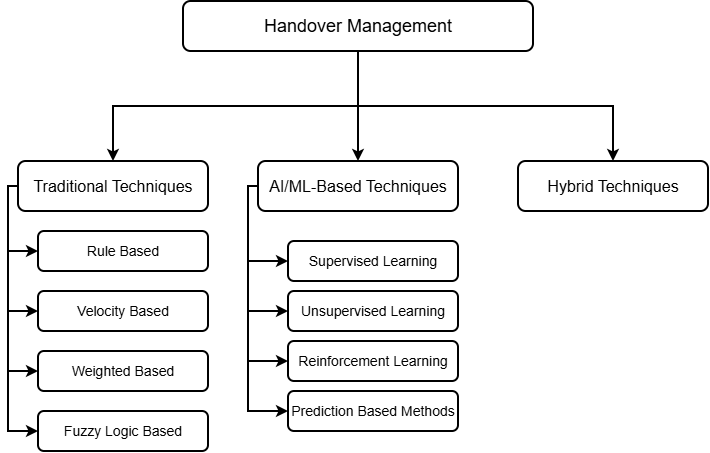 Handover Management
Traditional Techniques
AI/ML-Based Techniques
Hybrid Techniques
Rule Based
Velocity Based
Weighted Based
Fuzzy Logic Based
Supervised Learning
Unsupervised Learning
Reinforcement Learning
Prediction Based Methods